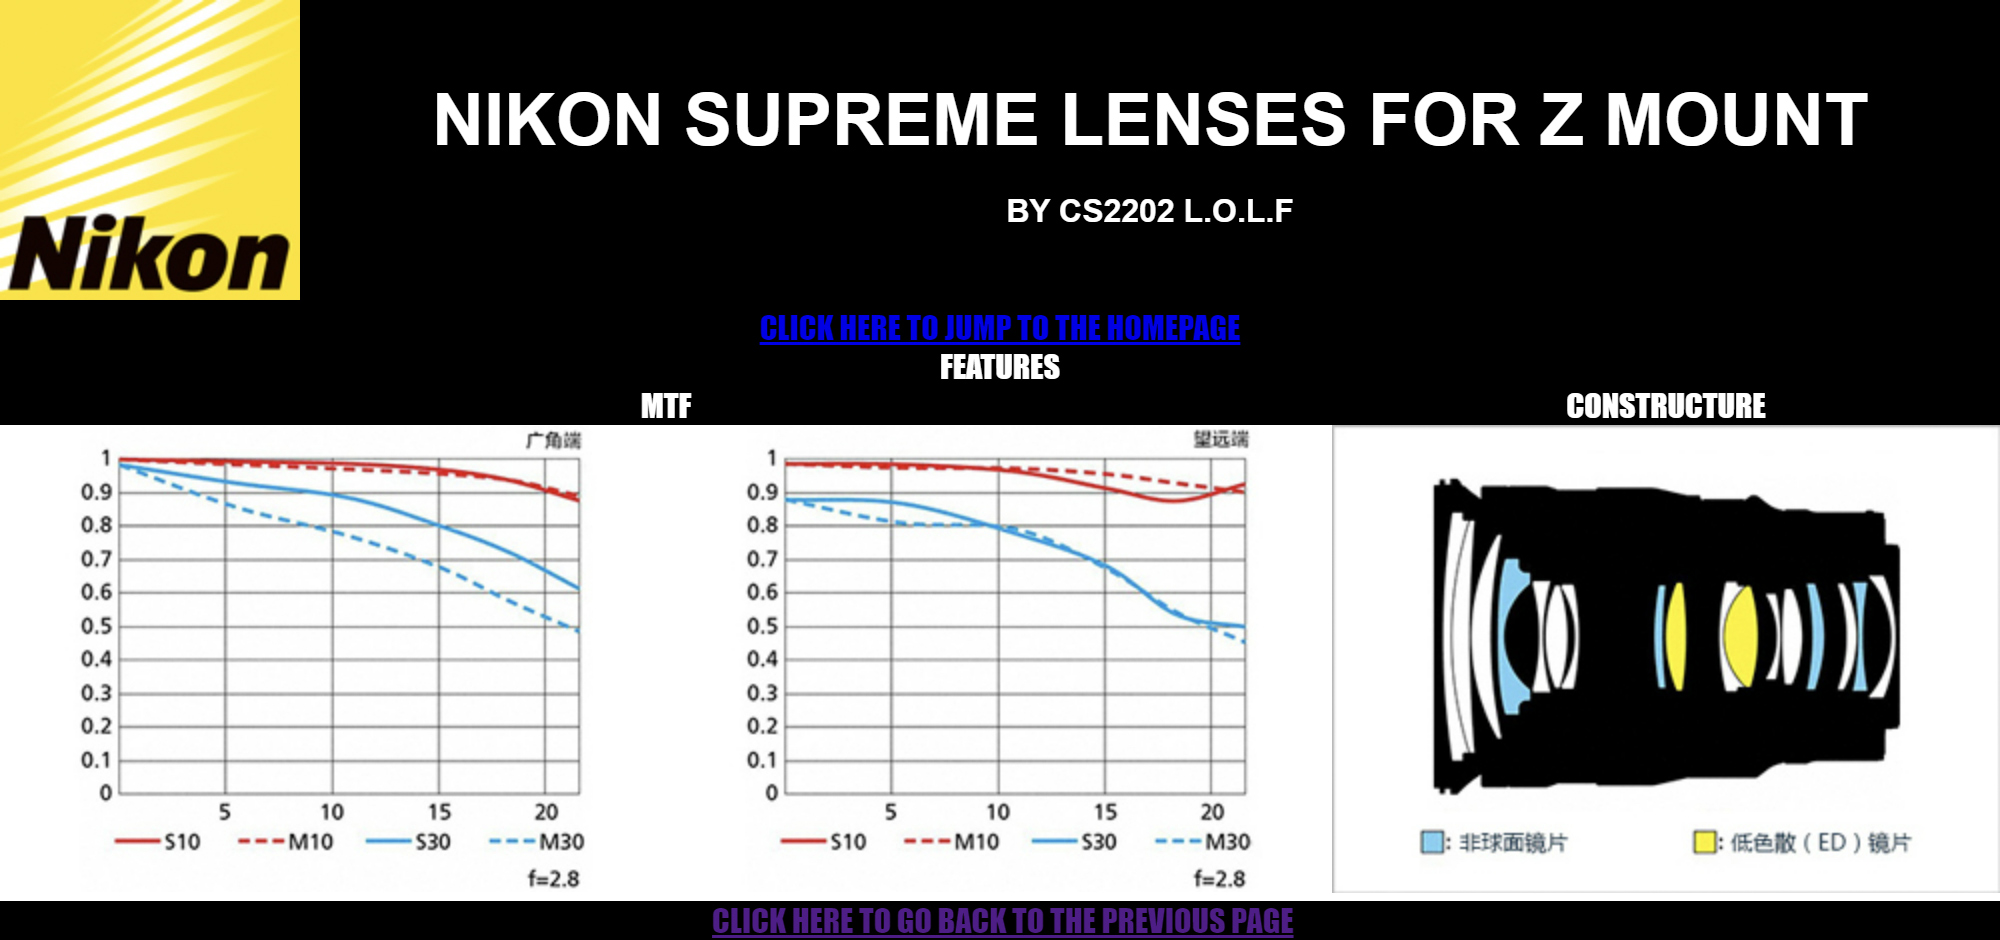 Nikon
NIKON SUPREME LENSES FOR Z MOUNT
BY CS2202 L.O.L.F
CLICK HERE TO JUMP TO THE HOMEPAGE
FEATURES
MTF
CONSTRUCTURE
广角端
1
0.9
0.8
0.7
0.6
0.5
0.4
0.3
0.2
0.1
0
5 10 15 20
S10 M10 S30 M30
f=2.8
望远端
1
0.9
0.8
0.7
0.6
0.5
0.4
0.3
0.2
0.1
0
5 10 15 20
S10 M10 S30 M30
f=2.8
: 非球面镜片 : 低色散（ED）镜片
CLICK HERE TO GO BACK TO THE PREVIOUS PAGE